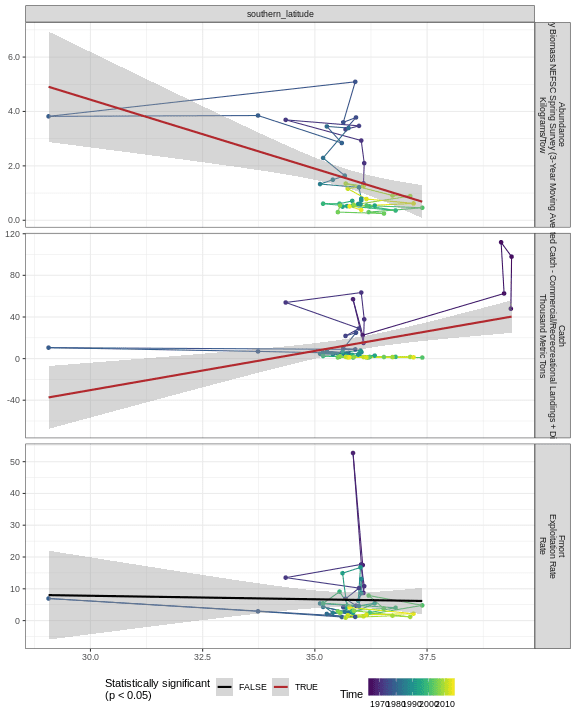 southern_latitude
6.0
4.0
2.0
0.0
Abundance
y Biomass NEFSC Spring Survey (3-Year Moving Ave
Kilograms/Tow
120
80
40
0
-40
Catch
ted Catch - Commercial/Recreational Landings + Di
Thousand Metric Tons
50
40
30
20
10
0
Fmort
Exploitation Rate
Rate
30.0 32.5 35.0 37.5
Statistically significant
(p < 0.05)
FALSE TRUE
Time
1970 1980 1990 2000 2010